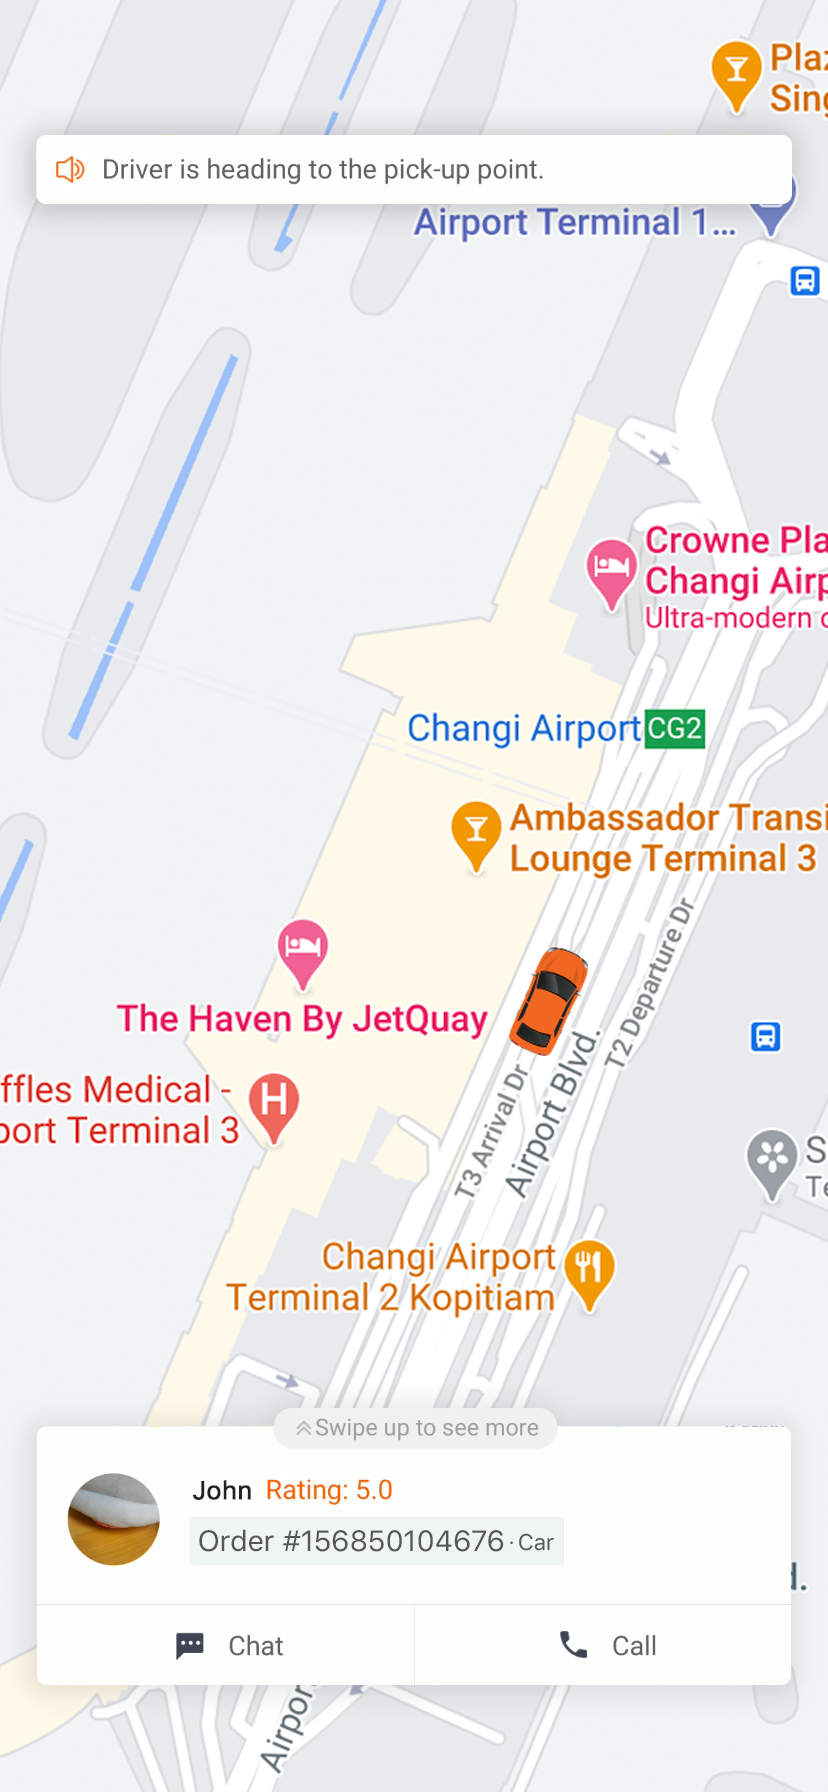 Driver is heading to the pick-up point.
Airport Terminal 1...
Crowne Pla
Changi Airp
Ultra-modern
Changi Airport CG2
Ambassador Transi
Lounge Terminal 3
T2 Departure Dr
The Haven By JetQuay
ffles Medical -
port Terminal 3
H
T3 Arrival Dr
Airport Blvd.
S
Te
Changi Airport
Terminal 2 Kopitiam
Swipe up to see more
John Rating: 5.0
Order #156850104676 · Car
d.
Chat
Call
Airpor